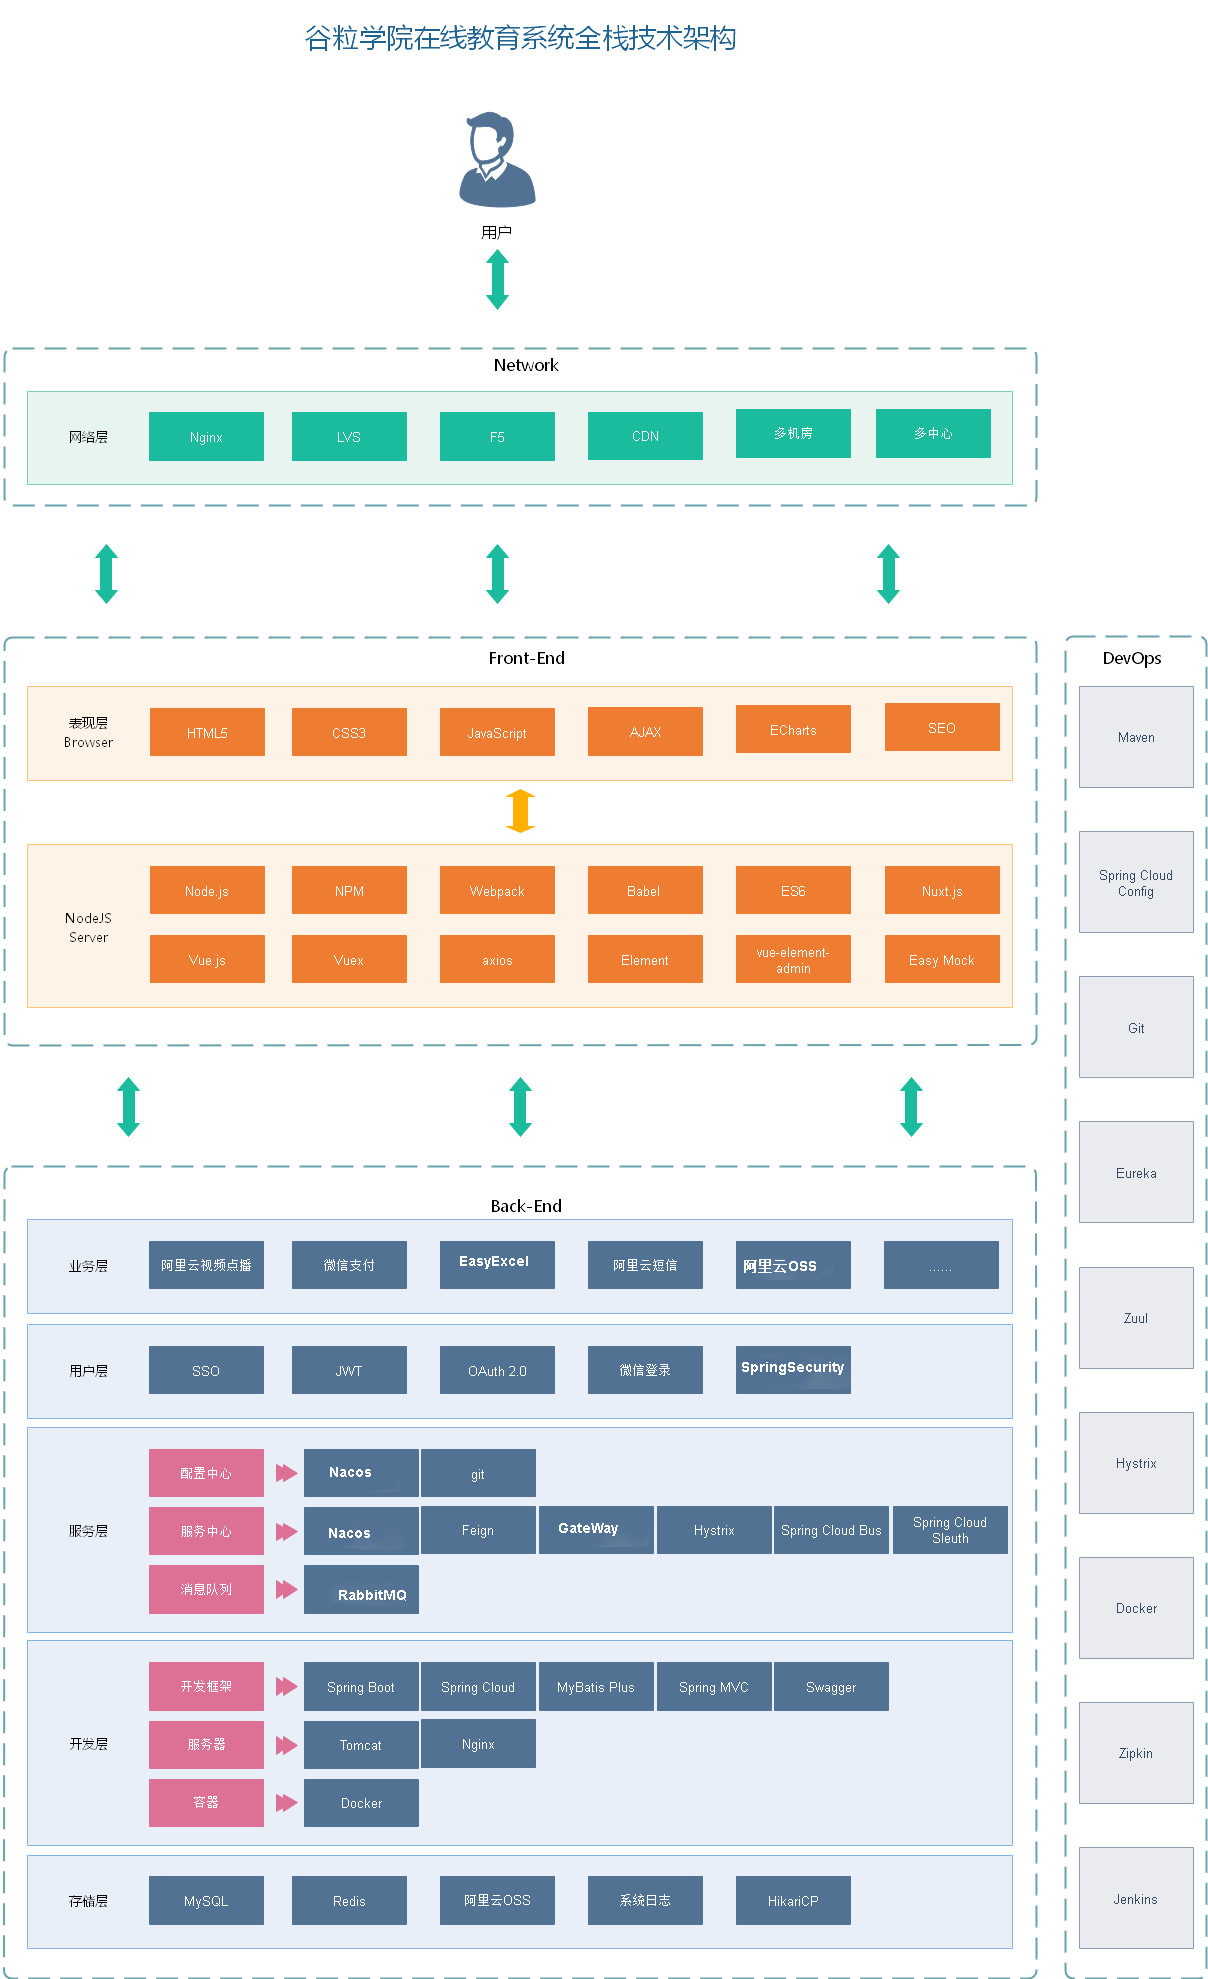 谷粒学院在线教育系统全栈技术架构
用户
Network
网络层
Nginx
LVS
F5
CDN
多机房
多中心
Front-End
表现层
Browser
HTML5
CSS3
JavaScript
AJAX
ECharts
SEO
NodeJS
Server
Node.js
NPM
Webpack
Babel
ES6
Nuxt.js
Vue.js
Vuex
axios
Element
vue-element-
admin
Easy Mock
Back-End
业务层
阿里云视频点播
微信支付
EasyExcel
阿里云短信
阿里云OSS
......
用户层
SSO
JWT
OAuth 2.0
微信登录
SpringSecurity
服务层
配置中心
Nacos
git
服务中心
Nacos
Feign
GateWay
Hystrix
Spring Cloud Bus
Spring Cloud
Sleuth
消息队列
RabbitMQ
开发层
开发框架
Spring Boot
Spring Cloud
MyBatis Plus
Spring MVC
Swagger
服务器
Tomcat
Nginx
容器
Docker
存储层
MySQL
Redis
阿里云OSS
系统日志
HikariCP
DevOps
Maven
Spring Cloud
Config
Git
Eureka
Zuul
Hystrix
Docker
Zipkin
Jenkins